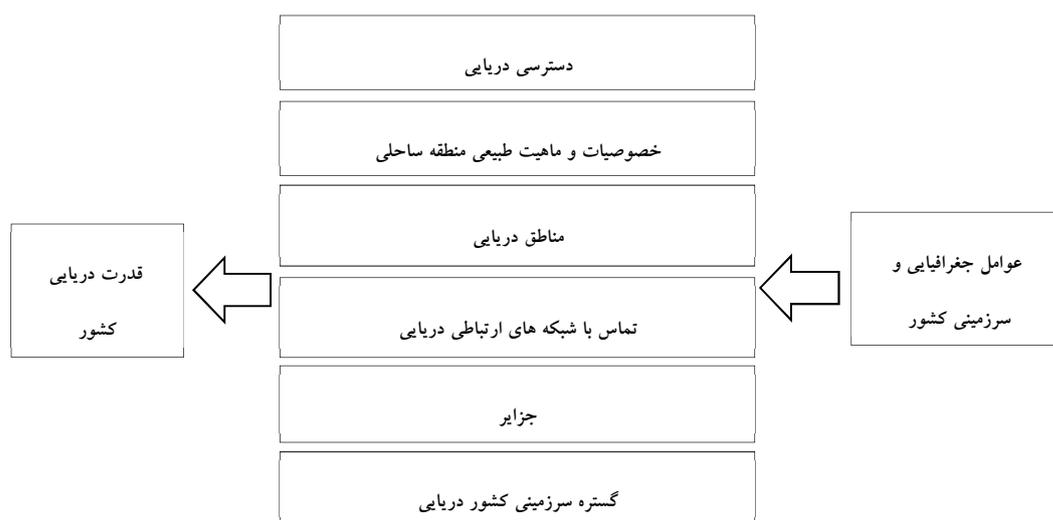 عوامل جغرافیایی و
سرزمینی کشور
دسترسی دریایی
خصوصیات و ماهیت طبیعی منطقه ساحلی
مناطق دریایی
تماس با شبکه های ارتباطی دریایی
جزایر
گستره سرزمینی کشور دریایی
قدرت دریایی
کشور